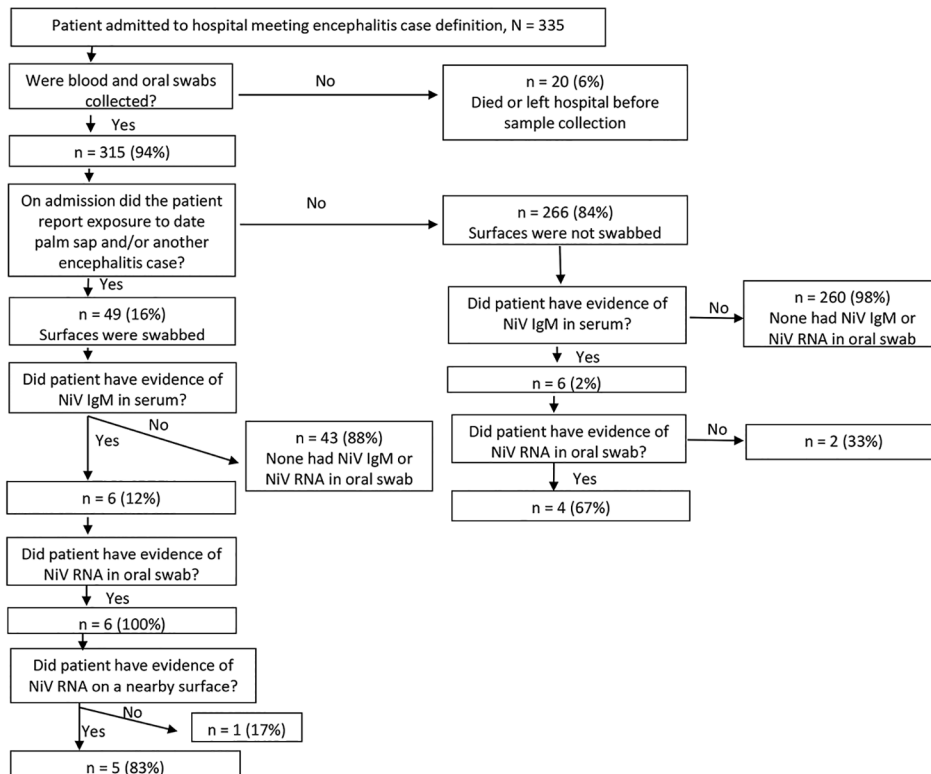 Patient admitted to hospital meeting encephalitis case definition, N = 335
Were blood and oral swabs
collected?
No
n = 20 (6%)
Died or left hospital before
sample collection
Yes
n = 315 (94%)
On admission did the patient
report exposure to date
palm sap and/or another
encephalitis case?
No
n = 266 (84%)
Surfaces were not swabbed
Yes
n = 49 (16%)
Surfaces were swabbed
Did patient have evidence of
NiV IgM in serum?
No
n = 260 (98%)
None had NiV IgM or
NiV RNA in oral swab
Yes
n = 6 (2%)
Did patient have evidence of
NiV RNA in oral swab?
No
n = 2 (33%)
Yes
n = 4 (67%)
Did patient have evidence of
NiV IgM in serum?
No
n = 43 (88%)
None had NiV IgM or
NiV RNA in oral swab
Yes
n = 6 (12%)
Did patient have evidence of
NiV RNA in oral swab?
Yes
n = 6 (100%)
Did patient have evidence of
NiV RNA on a nearby surface?
No
n = 1 (17%)
Yes
n = 5 (83%)